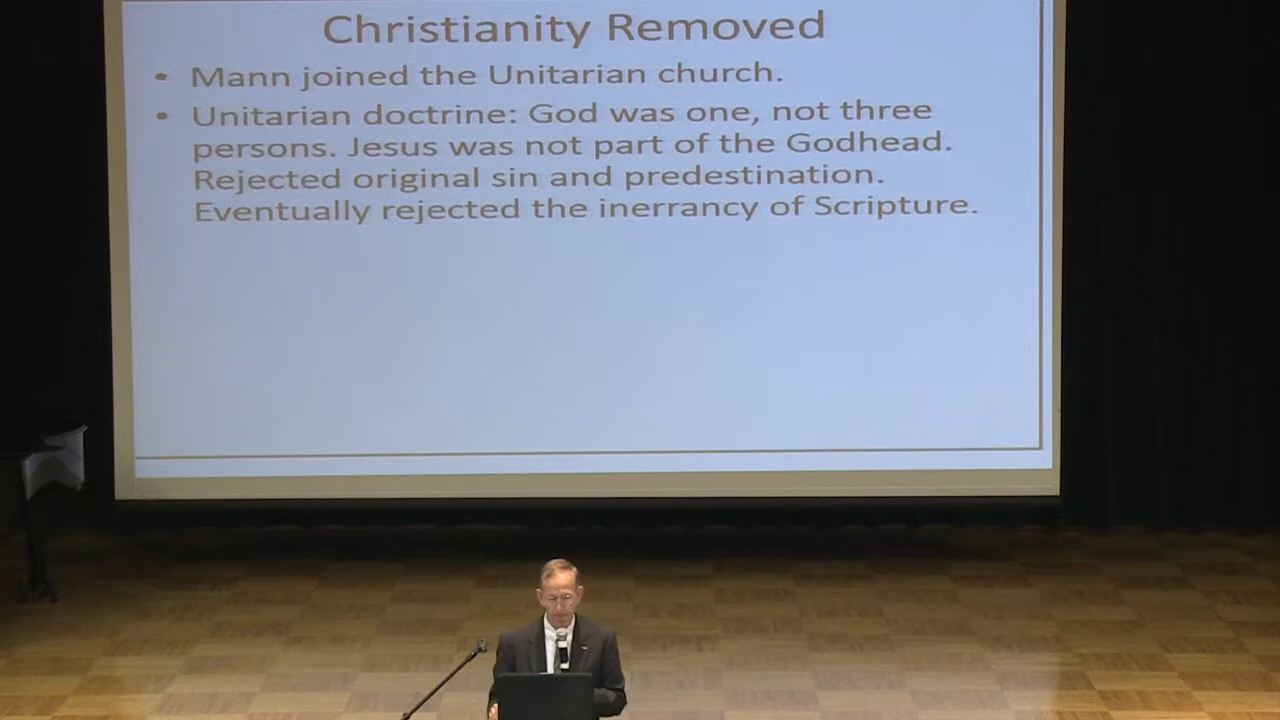 Christianity Removed
• Mann joined the Unitarian church.
• Unitarian doctrine: God was one, not three
persons. Jesus was not part of the Godhead.
Rejected original sin and predestination.
Eventually rejected the inerrancy of Scripture.